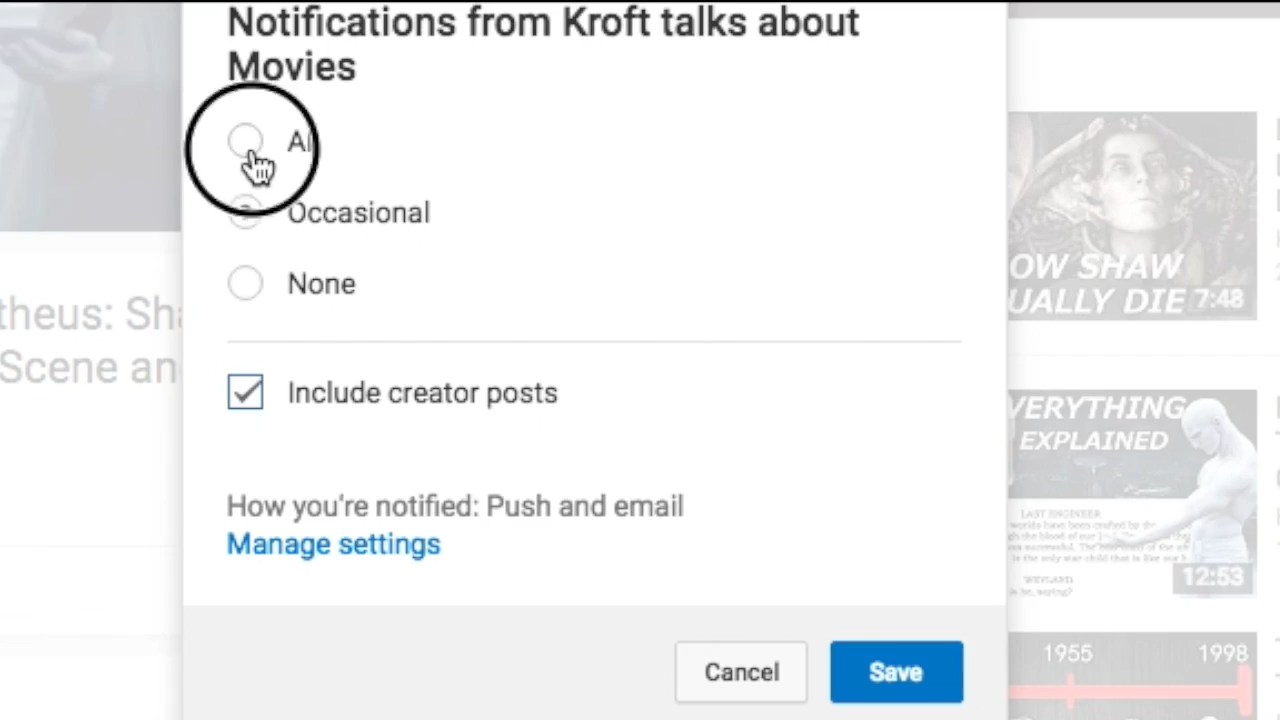 Notifications from Kroft talks about
Movies
Occasional
None
Include creator posts
How you're notified: Push and email
Manage settings
Cancel
Save
theus: Sh
Scene an
OW SHAW
UALLY DIE
7:48
VERYTHING
EXPLAINED
LAST ENGINEER
12:53
1955
1998